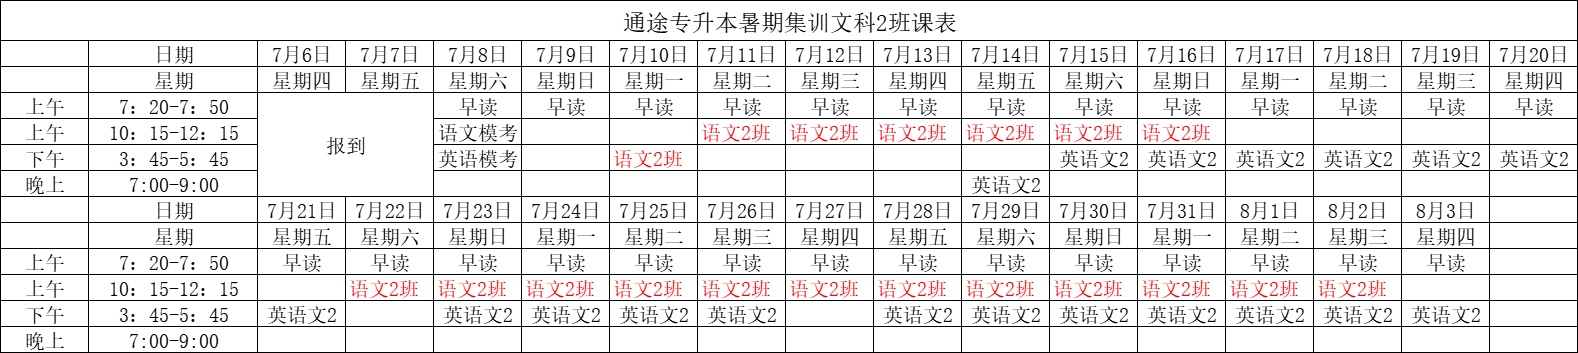 通途专升本暑期集训文科2班课表
日期 7月6日 7月7日 7月8日 7月9日 7月10日 7月11日 7月12日 7月13日 7月14日 7月15日 7月16日 7月17日 7月18日 7月19日 7月20日
星期 星期四 星期五 星期六 星期日 星期一 星期二 星期三 星期四 星期五 星期六 星期日 星期一 星期二 星期三 星期四
上午 7：20-7：50 早读 早读 早读 早读 早读 早读 早读 早读 早读 早读 早读 早读 早读
上午 10：15-12：15 语文模考 语文2班 语文2班 语文2班 语文2班 语文2班 语文2班
报到
下午 3：45-5：45 英语模考 语文2班 英语文2 英语文2 英语文2 英语文2 英语文2 英语文2
晚上 7:00-9:00 英语文2
日期 7月21日 7月22日 7月23日 7月24日 7月25日 7月26日 7月27日 7月28日 7月29日 7月30日 7月31日 8月1日 8月2日 8月3日
星期 星期五 星期六 星期日 星期一 星期二 星期三 星期四 星期五 星期六 星期日 星期一 星期二 星期三 星期四
上午 7：20-7：50 早读 早读 早读 早读 早读 早读 早读 早读 早读 早读 早读 早读 早读 早读
上午 10：15-12：15 语文2班 语文2班 语文2班 语文2班 语文2班 语文2班 语文2班 语文2班 语文2班 语文2班 语文2班 语文2班
下午 3：45-5：45 英语文2 英语文2 英语文2 英语文2 英语文2 英语文2 英语文2 英语文2 英语文2 英语文2 英语文2 英语文2
晚上 7:00-9:00